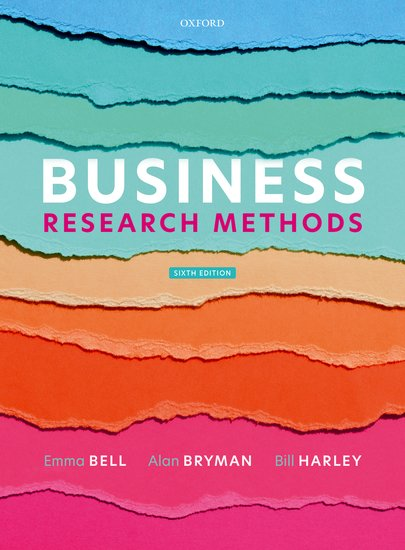 OXFORD
BUSINESS
RESEARCH METHODS
SIXTH EDITION
Emma BELL Alan BRYMAN Bill HARLEY